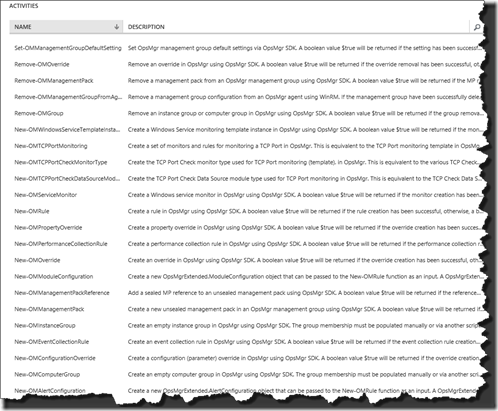 ACTIVITIES
NAME DESCRIPTION
Set-OMManagementGroupDefaultSetting Set OpsMgr management group default settings via OpsMgr SDK. A boolean value $true will be returned if the setting has been success...
Remove-OMOverride Remove an override in OpsMgr using OpsMgr SDK. A boolean value $true will be returned if the override removal has been successful, ot...
Remove-OMManagementPack Remove a management pack from an OpsMgr management group using OpsMgr SDK. A boolean value $true will be returned if the MP r
Remove-OMManagementGroupFromAg... Remove a management group configuration from an OpsMgr agent using WinRM. If the management group have been successfully dele
Remove-OMGroup Remove an instance group or computer group in OpsMgr using OpsMgr SDK. A boolean value $true will be returned if the group remova...
New-OMWindowsServiceTemplateInsta... Create a Windows Service monitoring template instance in OpsMgr using OpsMgr SDK. A boolean value $true will be returned if the mon...
New-OMTCPPortMonitoring Create a set of monitors and rules for monitoring a TCP Port in OpsMgr. This is equivalent to the TCP Port monitoring template in OpsMg
New-OMTCPPortCheckMonitorType Create the TCP Port Check monitor type used for TCP Port monitoring (template). in OpsMgr. This is equivalent to the various TCP Check.
New-OMTCPPortCheckDataSourceMod... Create the TCP Port Check Data Source module type used for TCP Port monitoring in OpsMgr. This is equivalent to the TCP Check Data S.
New-OMServiceMonitor Create a Windows service monitor in OpsMgr using OpsMgr SDK. A boolean value $true will be returned if the monitor creation has been
New-OMRule Create a rule in OpsMgr using OpsMgr SDK. A boolean value $true will be returned if the rule creation has been successful, otherwise, a b
New-OMPropertyOverride Create a property override in OpsMgr using OpsMgr SDK. A boolean value $true will be returned if the override creation has been succes...
New-OMPerformanceCollectionRule Create a performance collection rule in OpsMgr using OpsMgr SDK. A boolean value $true will be returned if the performance collection r
New-OMOverride Create an override in OpsMgr using OpsMgr SDK. A boolean value $true will be returned if the override creation has been successful, oth...
New-OMModuleConfiguration Create a new OpsMgrExtended.ModuleConfiguration object that can be passed to the New-OMRule function as an input. A OpsMgrExten..
New-OMManagementPackReference Add a sealed MP reference to an unsealed management pack using OpsMgr SDK. A boolean value $true will be returned if the reference...
New-OMManagementPack Create a new unsealed management pack in an OpsMgr management group using OpsMgr SDK. A boolean value $true will be returned if
New-OMInstanceGroup Create an empty instance group in OpsMgr using OpsMgr SDK. The group membership must be populated manually or via another scrip
New-OMEventCollectionRule Create an event collection rule in OpsMgr using OpsMgr SDK. A boolean value $true will be returned if the event collection rule creation
New-OMConfigurationOverride Create a configuration (parameter) override in OpsMgr using OpsMgr SDK. A boolean value $true will be returned if the override creation
New-OMComputerGroup Create an empty computer group in OpsMgr using OpsMgr SDK. The group membership must be populated manually or via another scr
New-OMAlertConfiguration Create a new OpsMgrExtended.AlertConfiguration object that can be passed to the New-OMRule function as an input. A OpsMgrExte